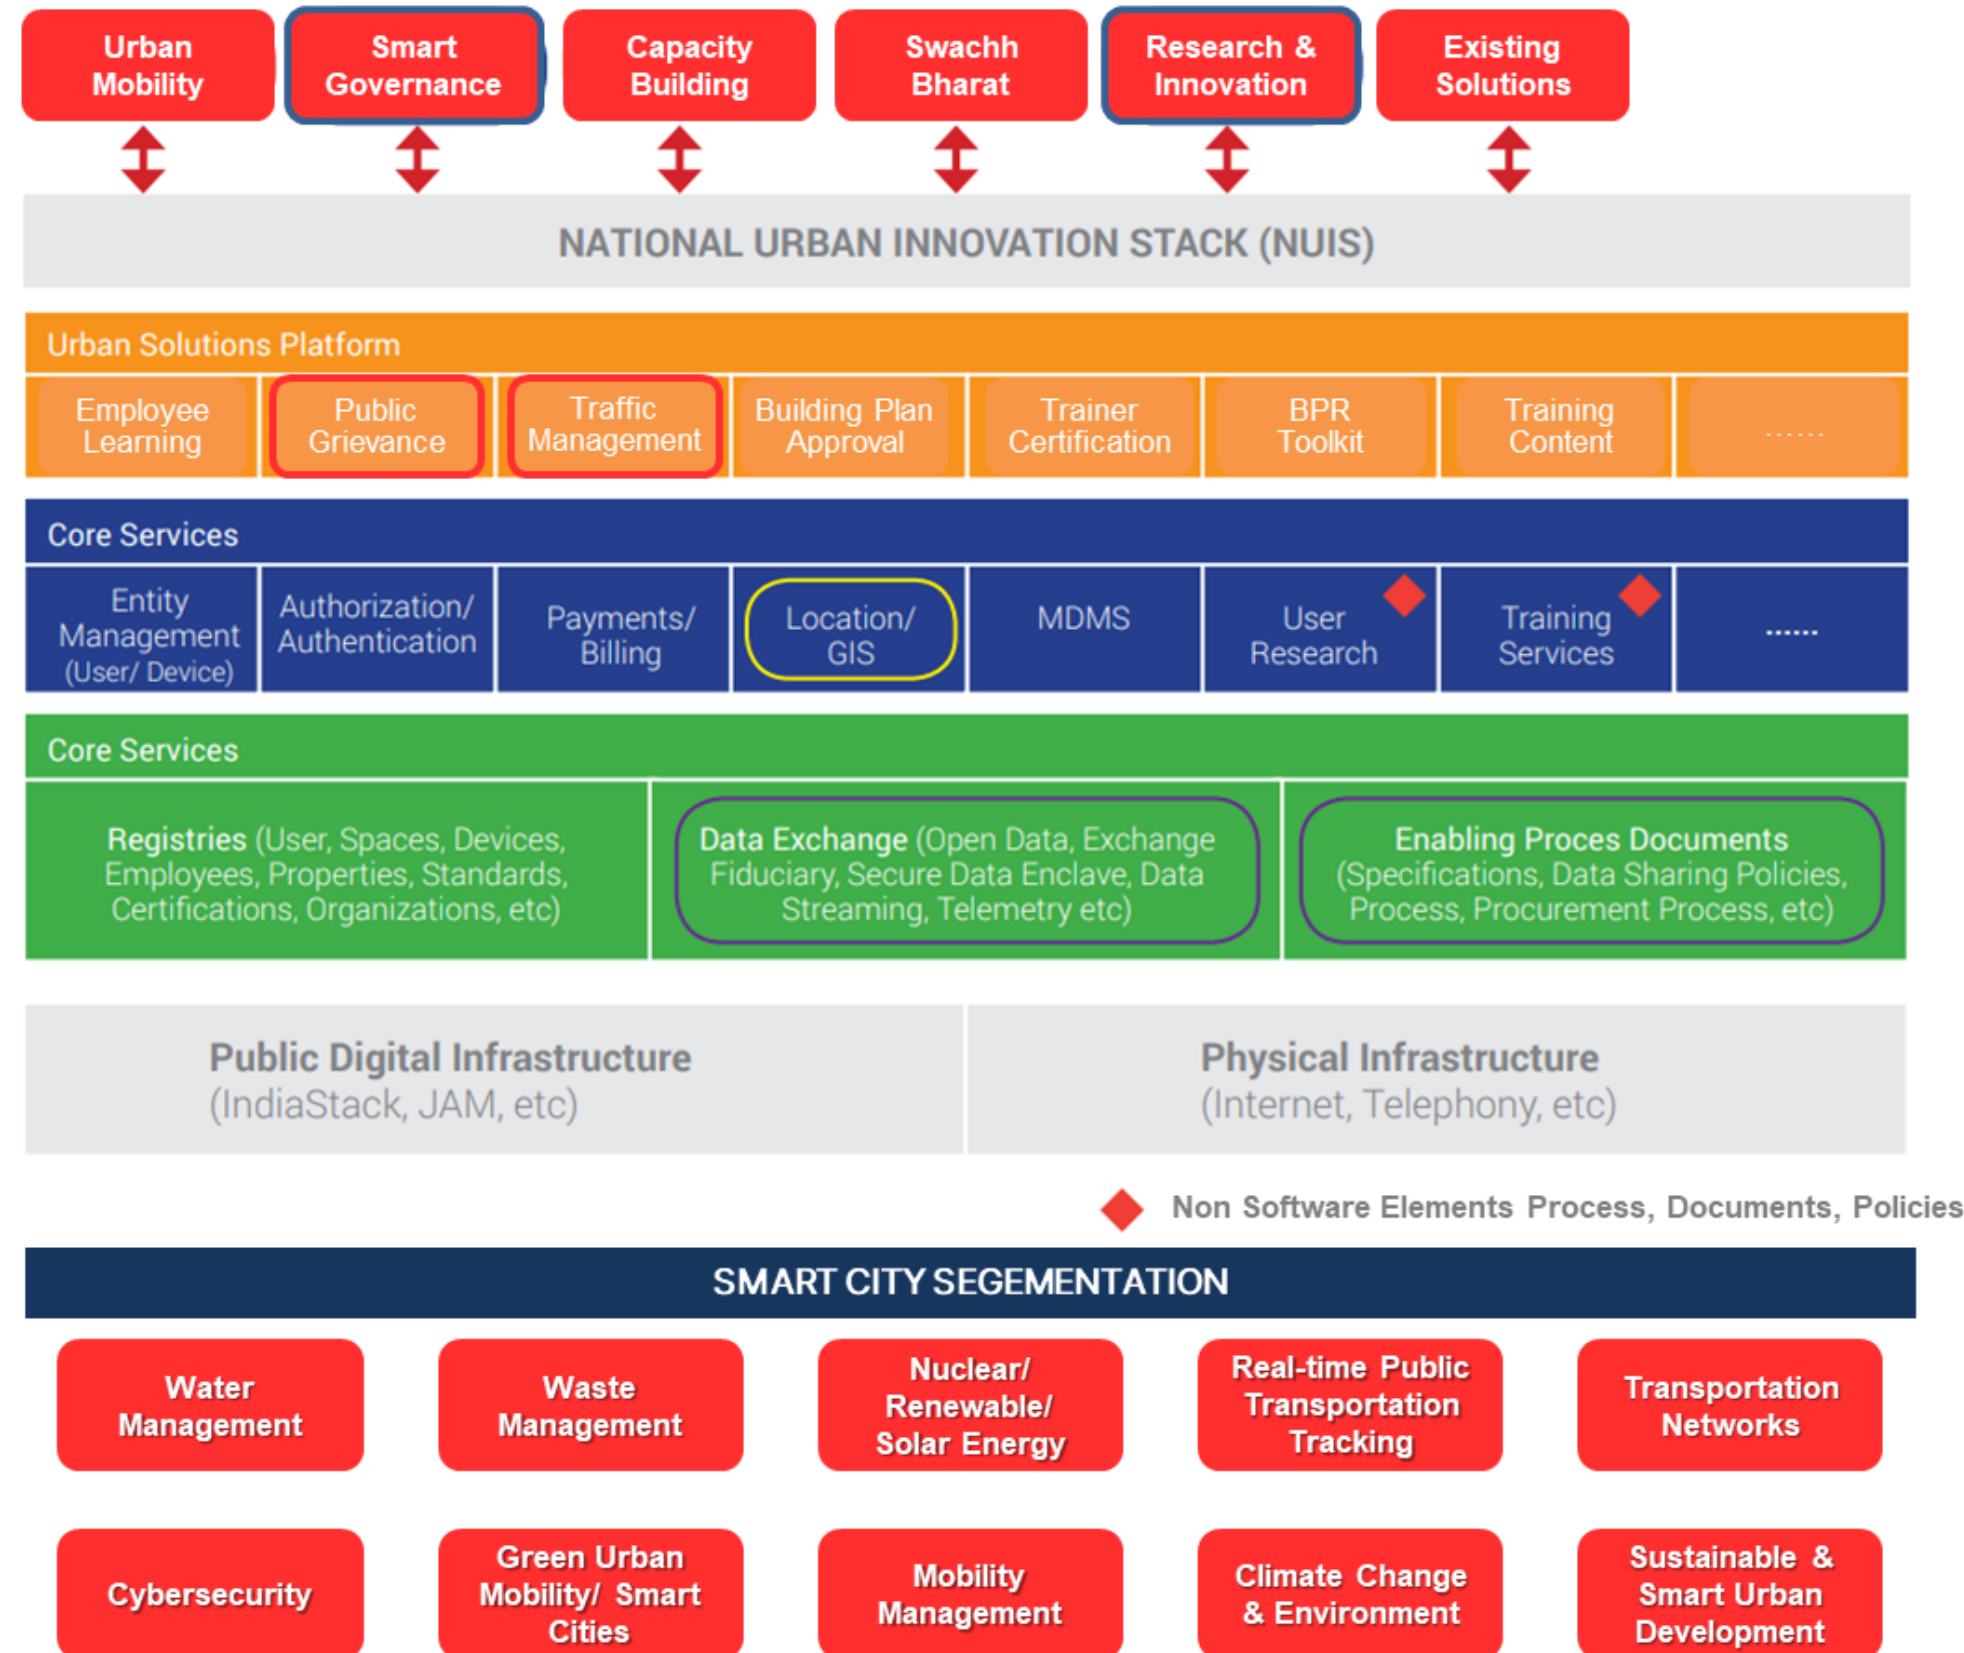 Urban
Mobility
Smart
Governance
Capacity
Building
Swachh
Bharat
Research &
Innovation
Existing
Solutions
NATIONAL URBAN INNOVATION STACK (NUIS)
Urban Solutions Platform
Employee
Learning
Public
Grievance
Traffic
Management
Building Plan
Approval
Trainer
Certification
BPR
Toolkit
Training
Content
......
Core Services
Entity
Management
(User/ Device)
Authorization/
Authentication
Payments/
Billing
Location/
GIS
MDMS
User
Research
Training
Services
......
Core Services
Registries (User, Spaces, Devices,
Employees, Properties, Standards,
Certifications, Organizations, etc)
Data Exchange (Open Data, Exchange
Fiduciary, Secure Data Enclave, Data
Streaming, Telemetry etc)
Enabling Proces Documents
(Specifications, Data Sharing Policies,
Process, Procurement Process, etc)
Public Digital Infrastructure
(IndiaStack, JAM, etc)
Physical Infrastructure
(Internet, Telephony, etc)
Non Software Elements Process, Documents, Policies
SMART CITY SEGEMENTATION
Water
Management
Waste
Management
Nuclear/
Renewable/
Solar Energy
Real-time Public
Transportation
Tracking
Transportation
Networks
Cybersecurity
Green Urban
Mobility/ Smart
Cities
Mobility
Management
Climate Change
& Environment
Sustainable &
Smart Urban
Development